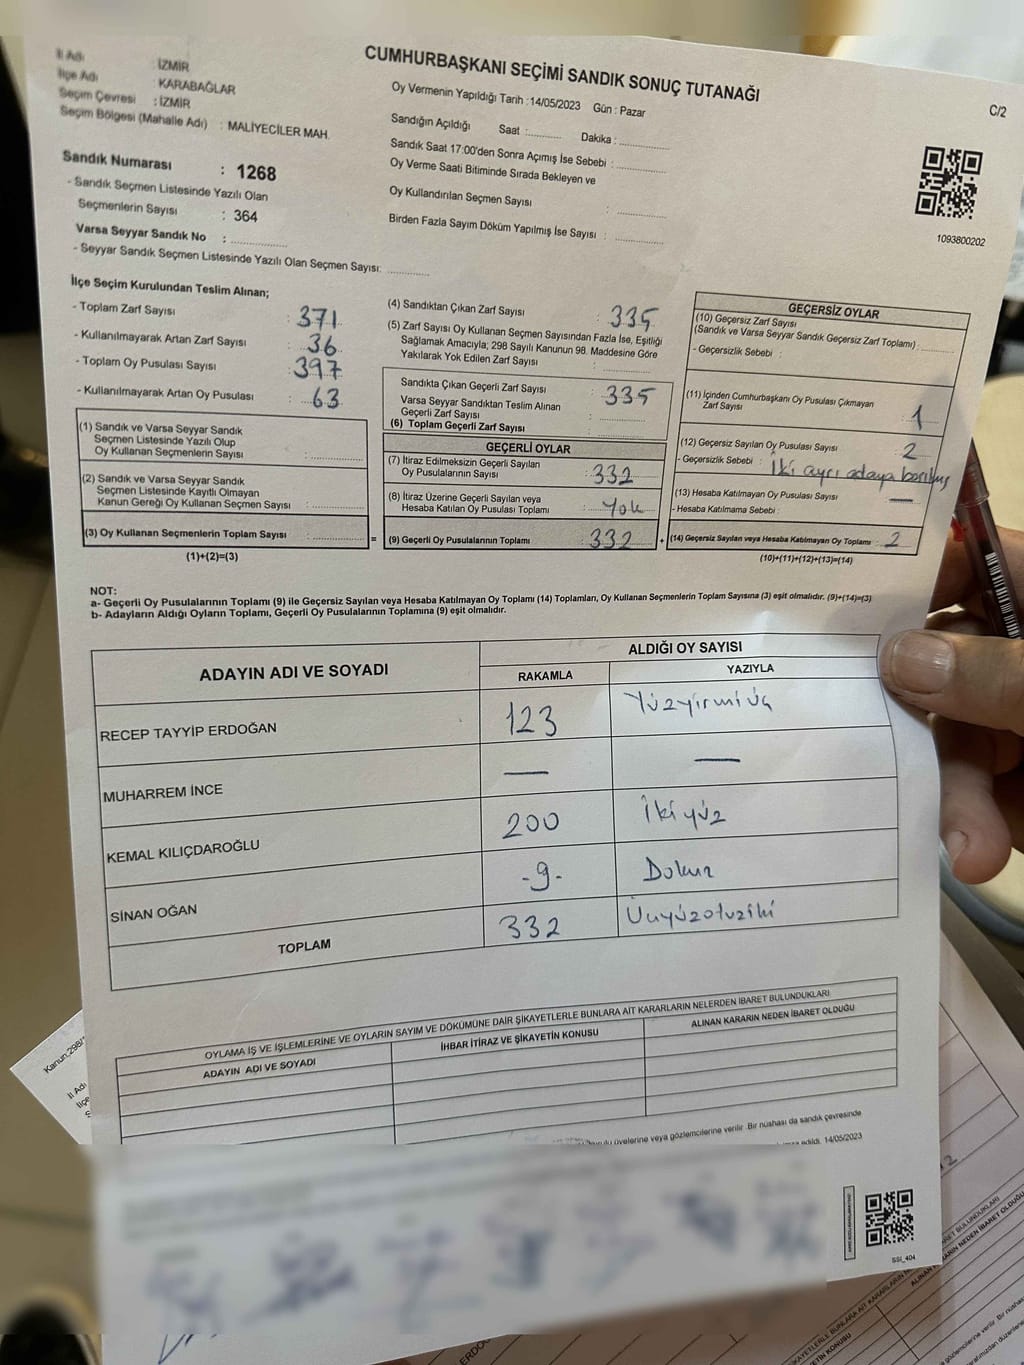 CUMHURBAŞKANI SEÇİMİ SANDIK SONUÇ TUTANAĞI
C/2
İl Adı : İZMİR
İlçe Adı : KARABAĞLAR
Seçim Çevresi : İZMİR
Seçim Bölgesi (Mahalle Adı) : MALİYECİLER MAH.
Sandık Numarası : 1268
- Sandık Seçmen Listesinde Yazılı Olan
Seçmenlerin Sayısı : 364
Varsa Seyyar Sandık No : ...............
- Seyyar Sandık Seçmen Listesinde Yazılı Olan Seçmen Sayısı: ............
Oy Vermenin Yapıldığı Tarih : 14/05/2023 Gün : Pazar
Sandığın Açıldığı Saat :.......... Dakika : ...............
Sandık Saat 17:00'den Sonra Açımış İse Sebebi : ...............
Oy Verme Saati Bitiminde Sırada Bekleyen ve
Oy Kullandırılan Seçmen Sayısı : ...............
Birden Fazla Sayım Döküm Yapılmış İse Sayısı : ...............
1093800202
İlçe Seçim Kurulundan Teslim Alınan;
- Toplam Zarf Sayısı : 371
- Kullanılmayarak Artan Zarf Sayısı : 36
- Toplam Oy Pusulası Sayısı : 397
- Kullanılmayarak Artan Oy Pusulası : 63
(1) Sandık ve Varsa Seyyar Sandık
Seçmen Listesinde Yazılı Olup
Oy Kullanan Seçmenlerin Sayısı : ...............
(2) Sandık ve Varsa Seyyar Sandık
Seçmen Listesinde Kayıtlı Olmayan
Kanun Gereği Oy Kullanan Seçmen Sayısı : ...............
(3) Oy Kullanan Seçmenlerin Toplam Sayısı : ............... =
(1)+(2)=(3)
(4) Sandıktan Çıkan Zarf Sayısı : 335
(5) Zarf Sayısı Oy Kullanan Seçmen Sayısından Fazla İse, Eşitliği
Sağlamak Amacıyla; 298 Sayılı Kanunun 98. Maddesine Göre
Yakılarak Yok Edilen Zarf Sayısı : ...............
Sandıkta Çıkan Geçerli Zarf Sayısı : 335
Varsa Seyyar Sandıktan Teslim Alınan
Geçerli Zarf Sayısı : ...............
(6) Toplam Geçerli Zarf Sayısı : ...............
GEÇERLİ OYLAR
(7) İtiraz Edilmeksizin Geçerli Sayılan
Oy Pusulalarının Sayısı : 332
(8) İtiraz Üzerine Geçerli Sayılan veya
Hesaba Katılan Oy Pusulası Toplamı : Yok
(9) Geçerli Oy Pusulalarının Toplamı : 332 +
GEÇERSİZ OYLAR
(10) Geçersiz Zarf Sayısı
(Sandık ve Varsa Seyyar Sandık Geçersiz Zarf Toplamı) : ...........
- Geçersizlik Sebebi :
(11) İçinden Cumhurbaşkanı Oy Pusulası Çıkmayan
Zarf Sayısı : 1
(12) Geçersiz Sayılan Oy Pusulası Sayısı : 2
- Geçersizlik Sebebi : İki ayrı adaya basılmış
(13) Hesaba Katılmayan Oy Pusulası Sayısı : —
- Hesaba Katılmama Sebebi :
(14) Geçersiz Sayılan veya Hesaba Katılmayan Oy Toplamı : 2
(10)+(11)+(12)+(13)=(14)
NOT:
a- Geçerli Oy Pusulalarının Toplamı (9) ile Geçersiz Sayılan veya Hesaba Katılmayan Oy Toplamı (14) Toplamları, Oy Kullanan Seçmenlerin Toplam Sayısına (3) eşit olmalıdır. (9)+(14)=(3)
b- Adayların Aldığı Oyların Toplamı, Geçerli Oy Pusulalarının Toplamına (9) eşit olmalıdır.
ADAYIN ADI VE SOYADI
ALDIĞI OY SAYISI
RAKAMLA YAZIYLA
RECEP TAYYİP ERDOĞAN 123 Yüzyirmi üç
MUHARREM İNCE — —
KEMAL KILIÇDAROĞLU 200 İkiyüz
SİNAN OĞAN -9- Dokuz
TOPLAM 332 Üçyüzotuziki
OYLAMA İŞ VE İŞLEMLERİNE VE OYLARIN SAYIM VE DÖKÜMÜNE DAİR ŞİKAYETLERLE BUNLARA AİT KARARLARIN NELERDEN İBARET BULUNDUKLARI
ADAYIN ADI VE SOYADI İHBAR İTİRAZ VE ŞİKAYETİN KONUSU ALINAN KARARIN NEDEN İBARET OLDUĞU
üyelerine veya gözlemcilerine verilir. Bir nüshası da sandık çevresinde
edildi. 14/05/2023
SSİ_404
Kanun:298/
İl Adı